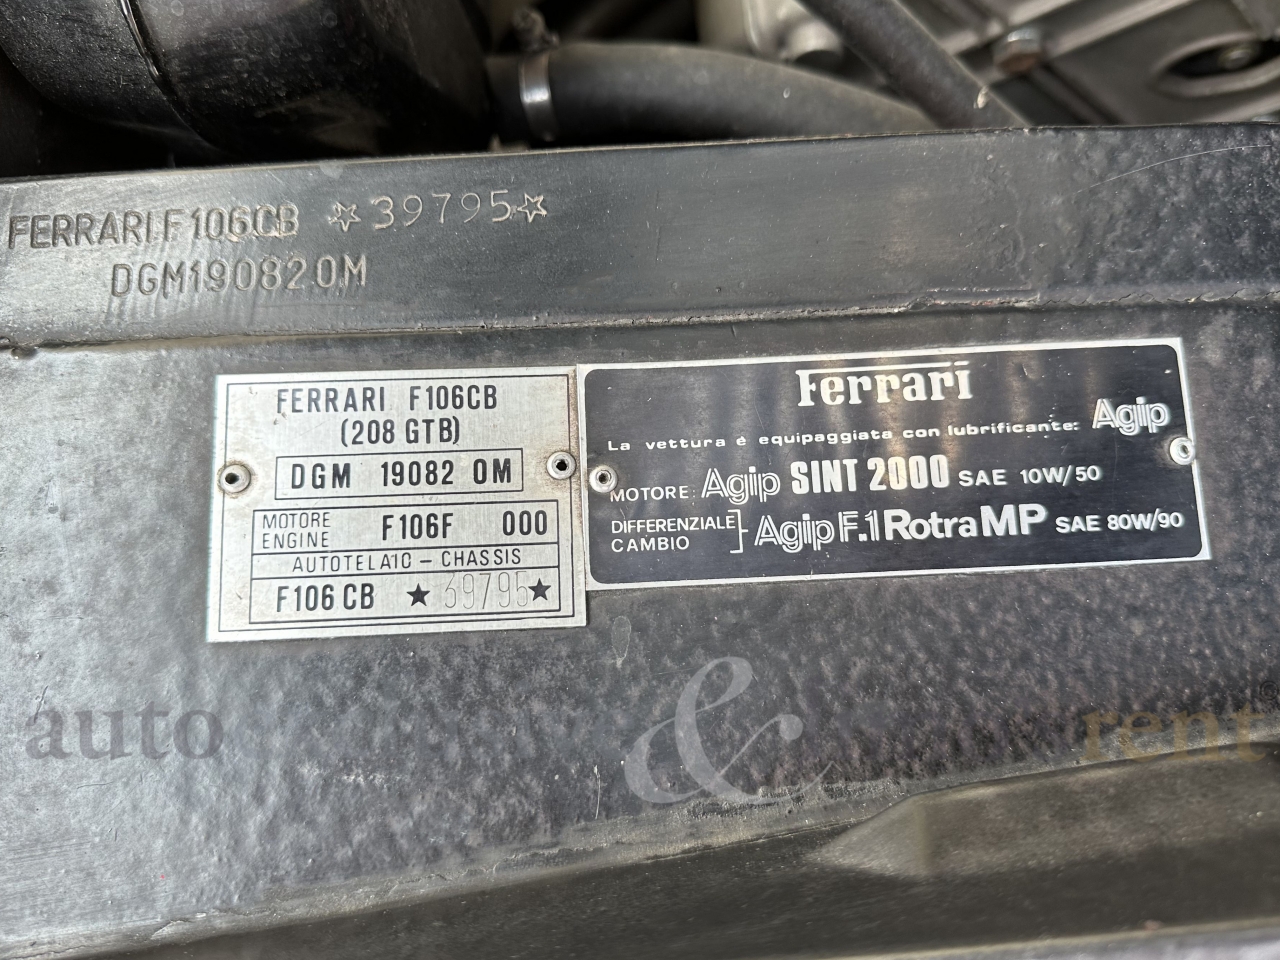 FERRARI F106CB ☆39795☆
DGM19082OM
FERRARI F106CB
(208 GTB)
DGM 19082 OM
MOTORE
ENGINE
F106F 000
AUTOTELAIO - CHASSIS
F106 CB ★39795★
Ferrari
La vettura è equipaggiata con lubrificante: Agip
MOTORE: Agip SINT 2000 SAE 10W/50
DIFFERENZIALE
CAMBIO
Agip F.1 Rotra MP SAE 80W/90
auto & rent